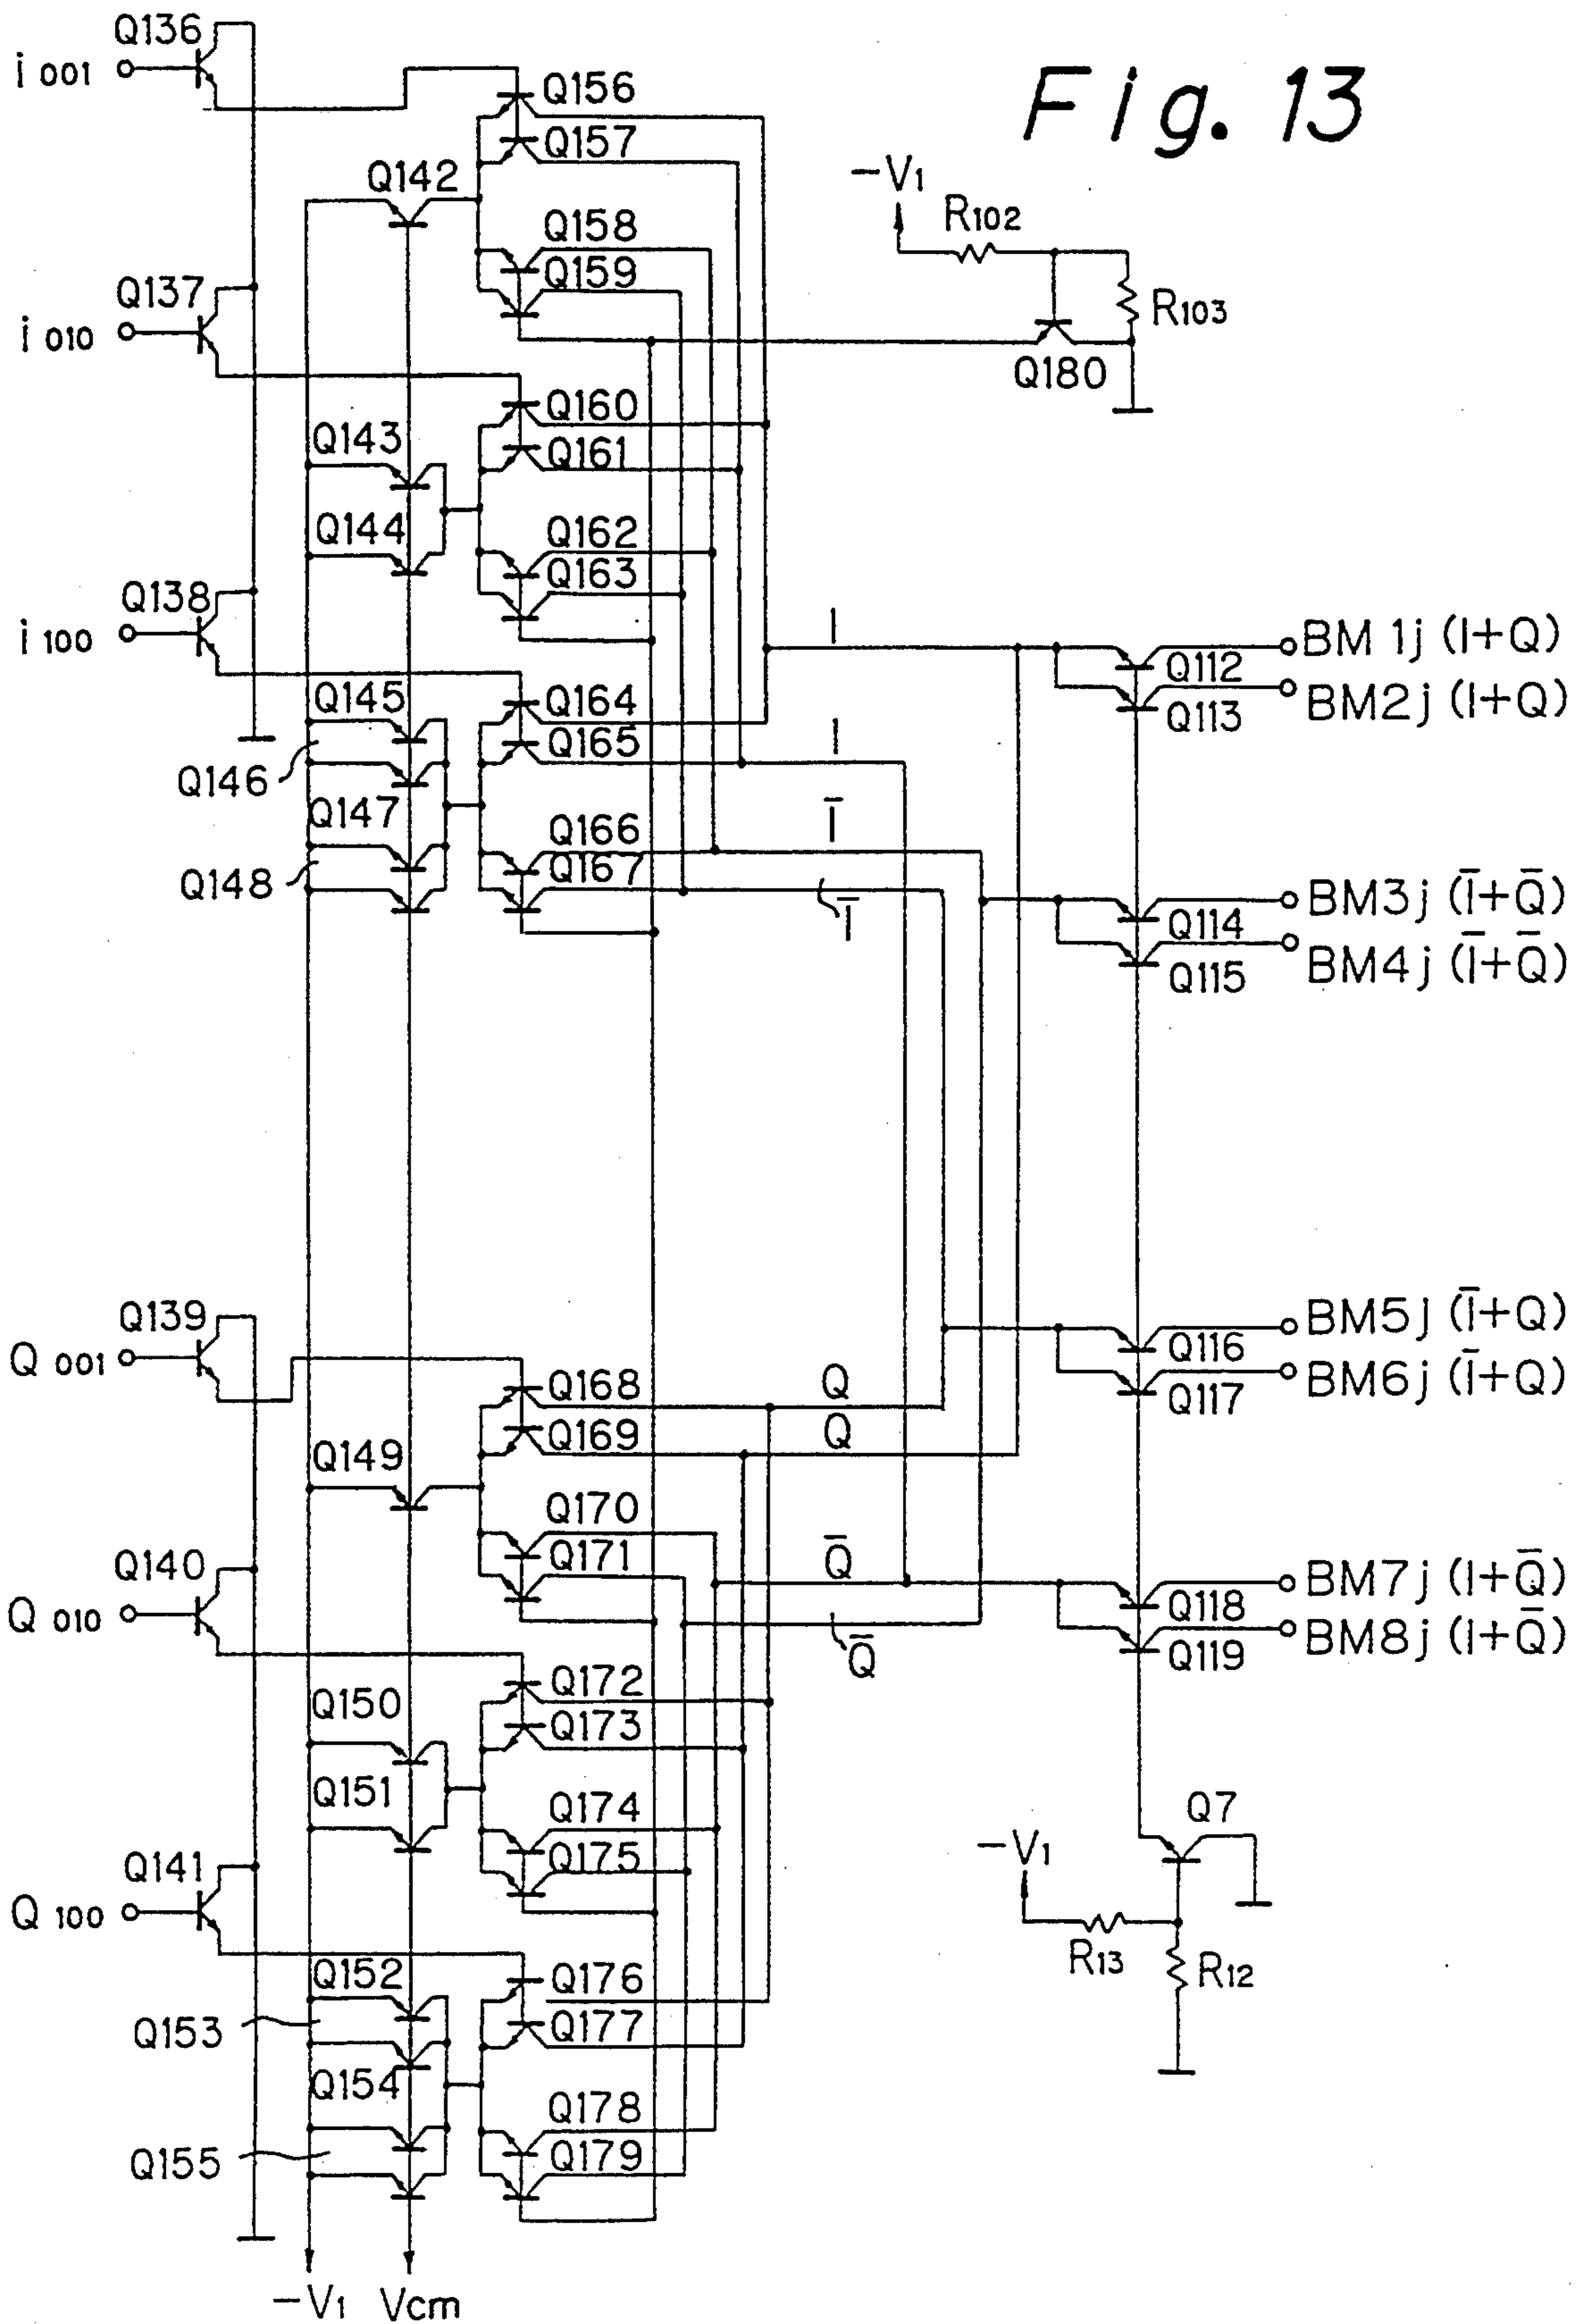 Fig. 13
Q136
i 001
Q156
Q157
Q142
-V1
R102
Q158
Q159
R103
Q180
Q137
i 010
Q160
Q143
Q161
Q144
Q162
Q163
Q138
i 100
I
BM 1j (I+Q)
Q112
BM2j (I+Q)
Q113
Q145
Q164
Q165
I
Q146
Q147
Q166
Ī
Q148
Q167
Ī
BM3j (Ī+Q̄)
Q114
BM4j (Ī+Q̄)
Q115
Q139
Q 001
BM5j (Ī+Q)
Q116
BM6j (Ī+Q)
Q117
Q168
Q
Q169
Q
Q149
Q170
Q171
Q̄
Q140
Q 010
BM7j (I+Q̄)
Q118
BM8j (I+Q̄)
Q119
Q̄
Q172
Q150
Q173
Q151
Q174
Q175
Q7
-V1
Q141
Q 100
R13
R12
Q152
Q176
Q153
Q177
Q154
Q178
Q155
Q179
-V1 Vcm